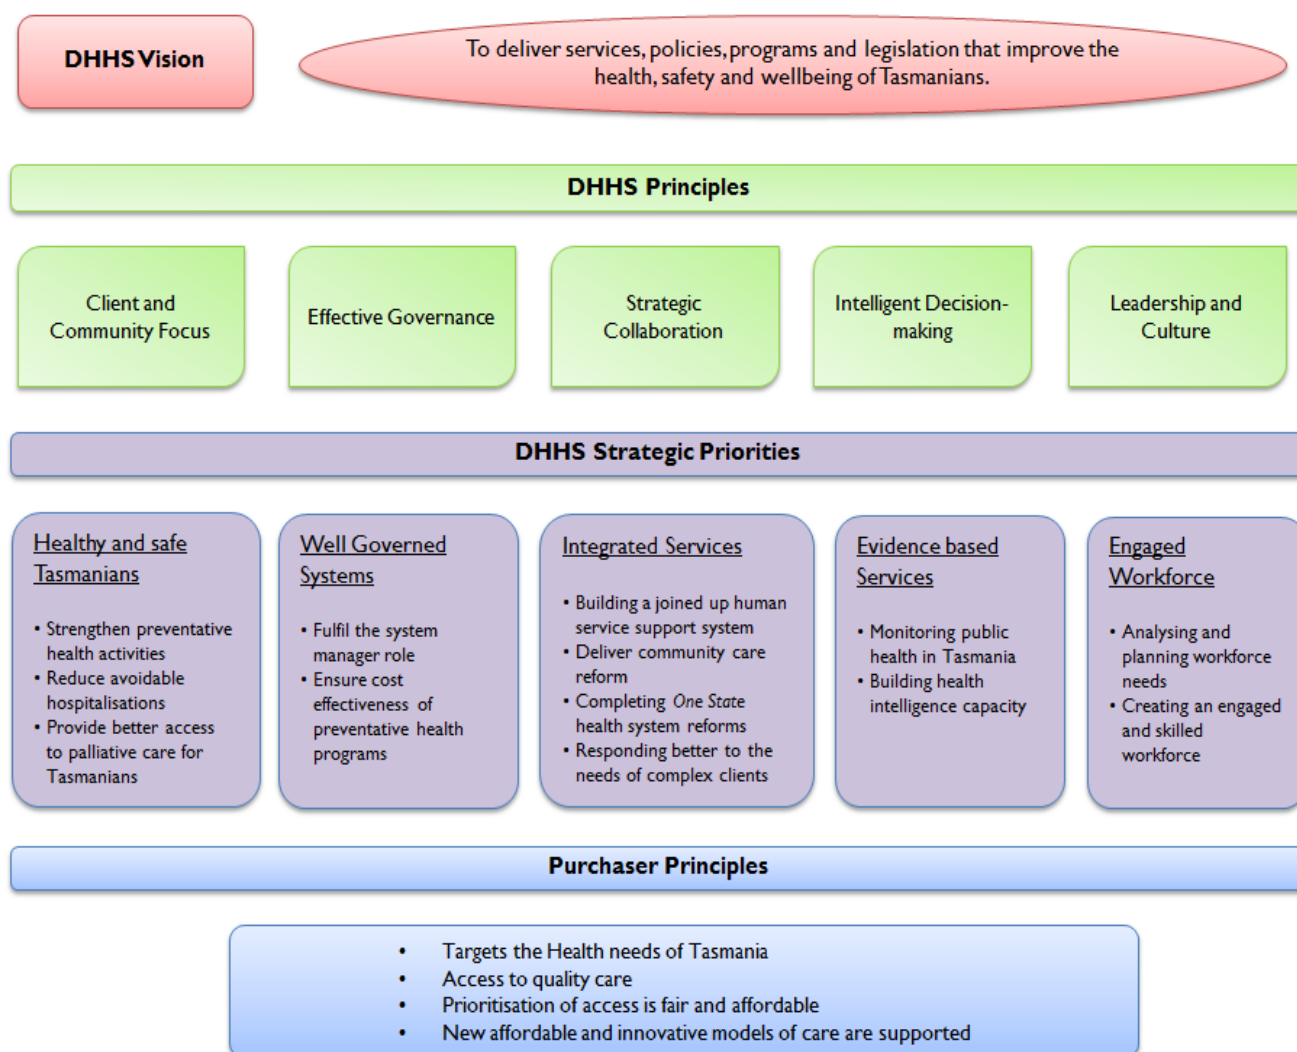 DHHS Vision
To deliver services, policies, programs and legislation that improve the
health, safety and wellbeing of Tasmanians.
DHHS Principles
Client and
Community Focus
Effective Governance
Strategic
Collaboration
Intelligent Decision-
making
Leadership and
Culture
DHHS Strategic Priorities
Healthy and safe
Tasmanians
• Strengthen preventative
health activities
• Reduce avoidable
hospitalisations
• Provide better access
to palliative care for
Tasmanians
Well Governed
Systems
• Fulfil the system
manager role
• Ensure cost
effectiveness of
preventative health
programs
Integrated Services
• Building a joined up human
service support system
• Deliver community care
reform
• Completing One State
health system reforms
• Responding better to the
needs of complex clients
Evidence based
Services
• Monitoring public
health in Tasmania
• Building health
intelligence capacity
Engaged
Workforce
• Analysing and
planning workforce
needs
• Creating an engaged
and skilled
workforce
Purchaser Principles
• Targets the Health needs of Tasmania
• Access to quality care
• Prioritisation of access is fair and affordable
• New affordable and innovative models of care are supported